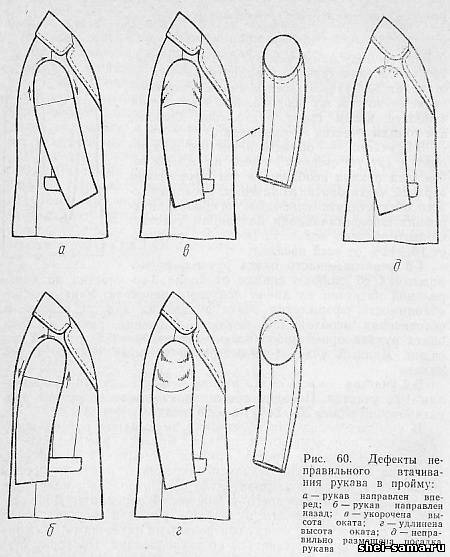 а
в
д
б
г
Рис. 60. Дефекты не-
правильного втачива-
ния рукава в пройму:
а — рукав направлен впе-
ред; б — рукав направлен
назад; в — укорочена вы-
сота оката; г — удлинена
высота оката; д — непра-
вильно размещена посадка
рукава
shei-sama.ru